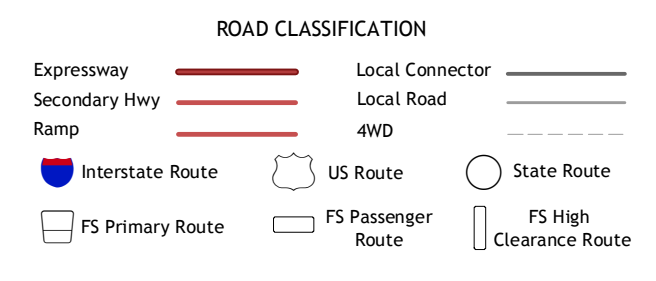 ROAD CLASSIFICATION
Expressway
Local Connector
Secondary Hwy
Local Road
Ramp
4WD
Interstate Route
US Route
State Route
FS Primary Route
FS Passenger
Route
FS High
Clearance Route